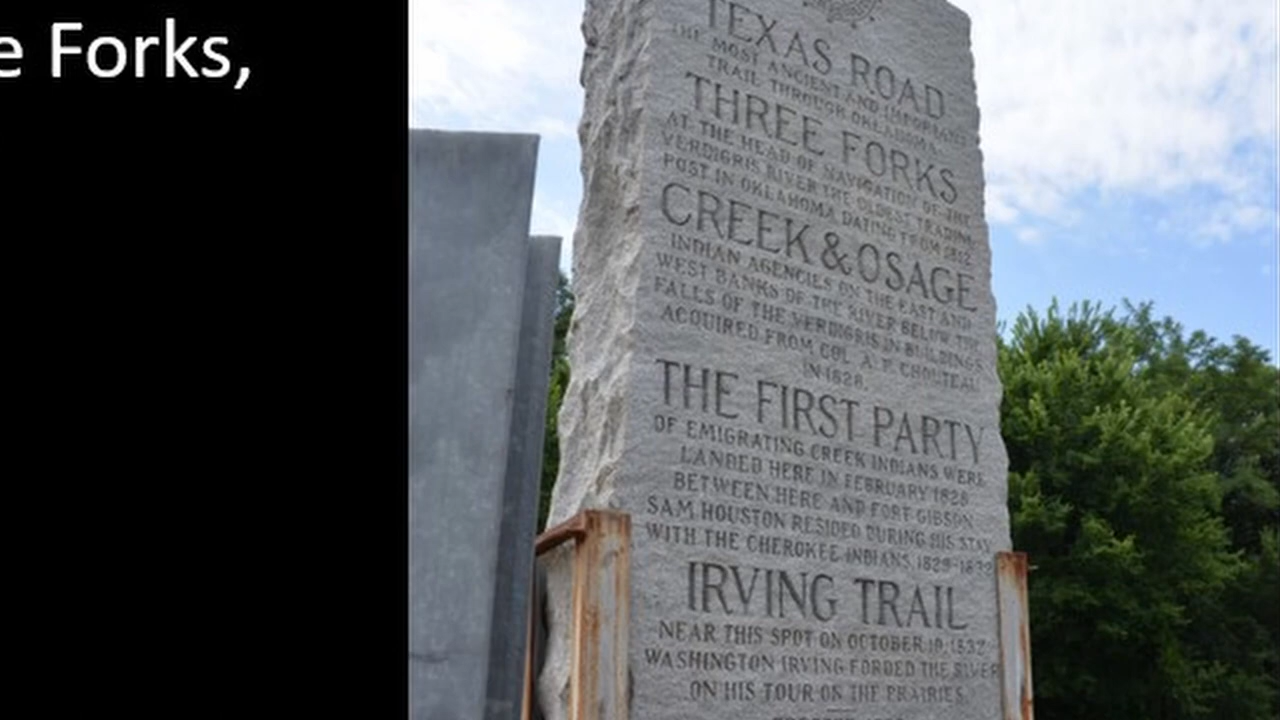 e Forks,
TEXAS ROAD
THE MOST ANCIENT AND IMPORTANT
TRAIL THROUGH OKLAHOMA
THREE FORKS
AT THE HEAD OF NAVIGATION OF THE
VERDIGRIS RIVER THE OLDEST TRADING
POST IN OKLAHOMA DATING FROM 1812
CREEK & OSAGE
INDIAN AGENCIES ON THE EAST AND
WEST BANKS OF THE RIVER BELOW THE
FALLS OF THE VERDIGRIS IN BUILDINGS
ACQUIRED FROM COL. A. P. CHOUTEAU
IN 1828.
THE FIRST PARTY
OF EMIGRATING CREEK INDIANS WERE
LANDED HERE IN FEBRUARY 1828
BETWEEN HERE AND FORT GIBSON
SAM HOUSTON RESIDED DURING HIS STAY
WITH THE CHEROKEE INDIANS, 1829-1832
IRVING TRAIL
NEAR THIS SPOT ON OCTOBER 10, 1832
WASHINGTON IRVING FORDED THE RIVER
ON HIS TOUR ON THE PRAIRIES.